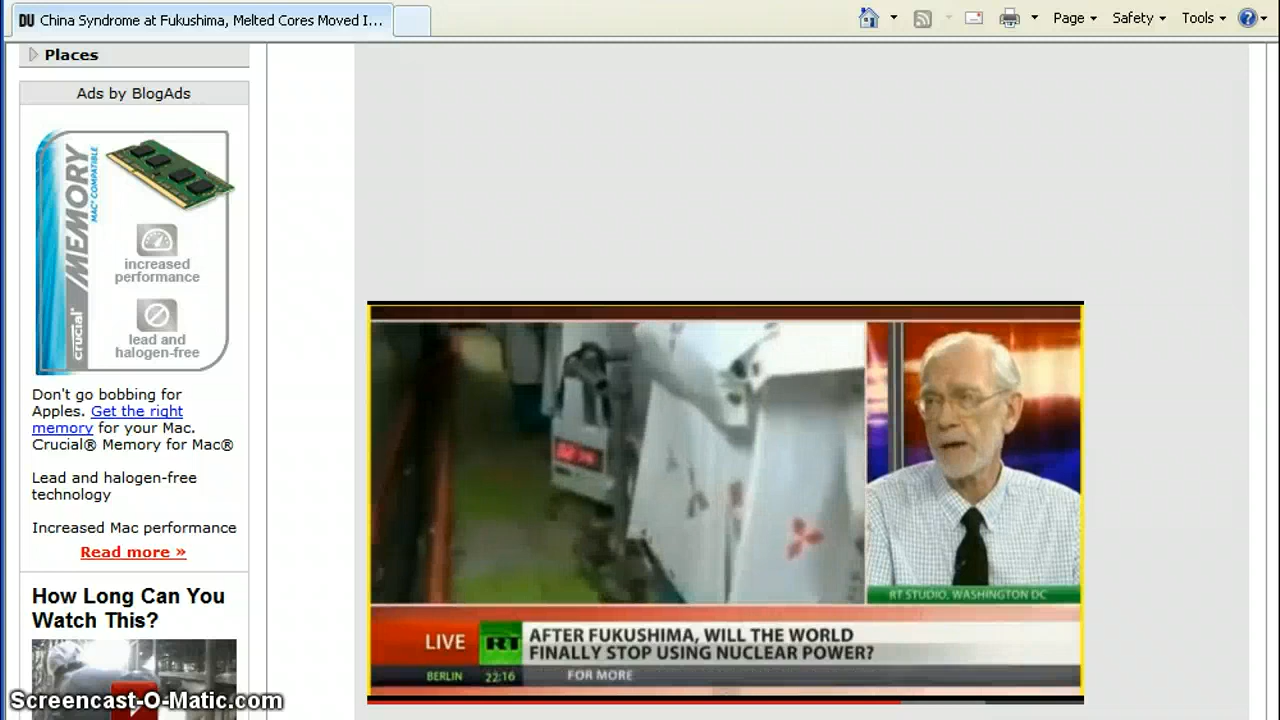 DU China Syndrome at Fukushima, Melted Cores Moved I...
Page
Safety
Tools
Places
Ads by BlogAds
MEMORY
MAC® COMPATIBLE
increased
performance
lead and
halogen-free
crucial
Don't go bobbing for
Apples. Get the right
memory for your Mac.
Crucial® Memory for Mac®
Lead and halogen-free
technology
Increased Mac performance
Read more »
How Long Can You
Watch This?
RT STUDIO, WASHINGTON DC
LIVE RT AFTER FUKUSHIMA, WILL THE WORLD
FINALLY STOP USING NUCLEAR POWER?
BERLIN 22:16 FOR MORE
Screencast-O-Matic.com